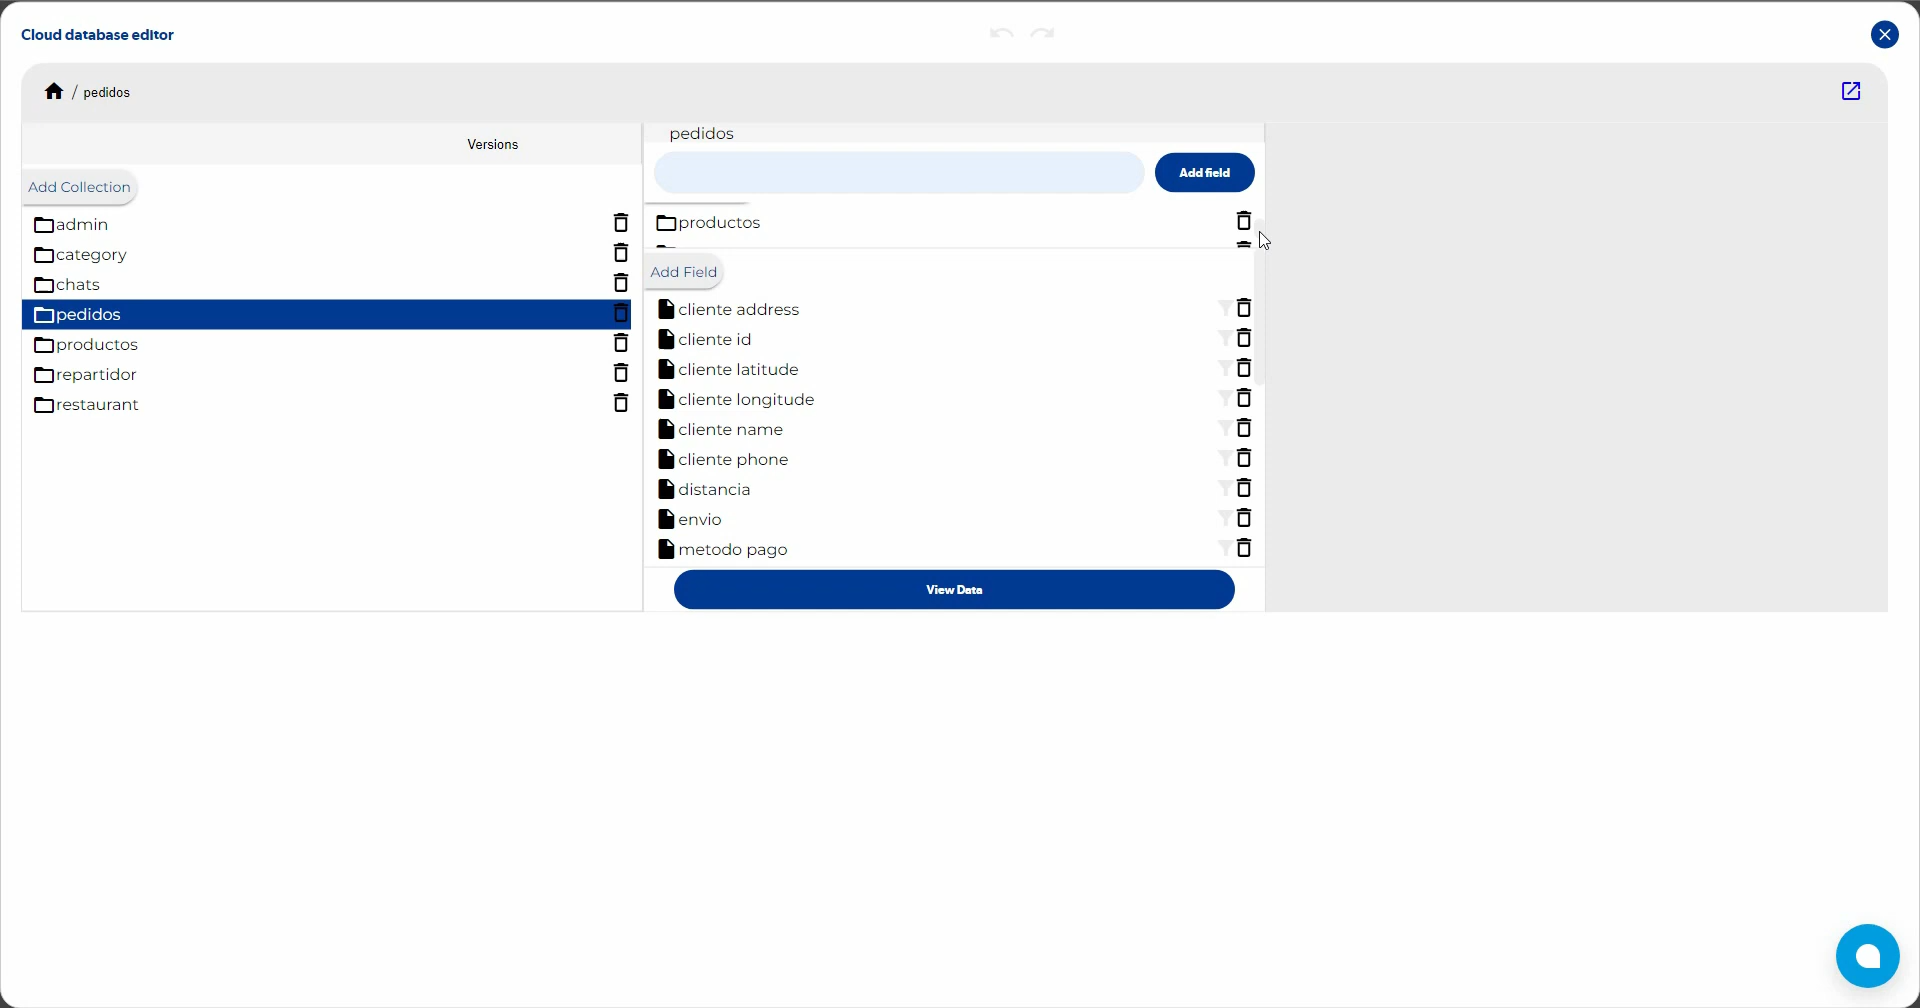 Cloud database editor
/ pedidos
Versions
Add Collection
admin
category
chats
pedidos
productos
repartidor
restaurant
pedidos
Add field
productos
Add Field
cliente address
cliente id
cliente latitude
cliente longitude
cliente name
cliente phone
distancia
envio
metodo pago
View Data